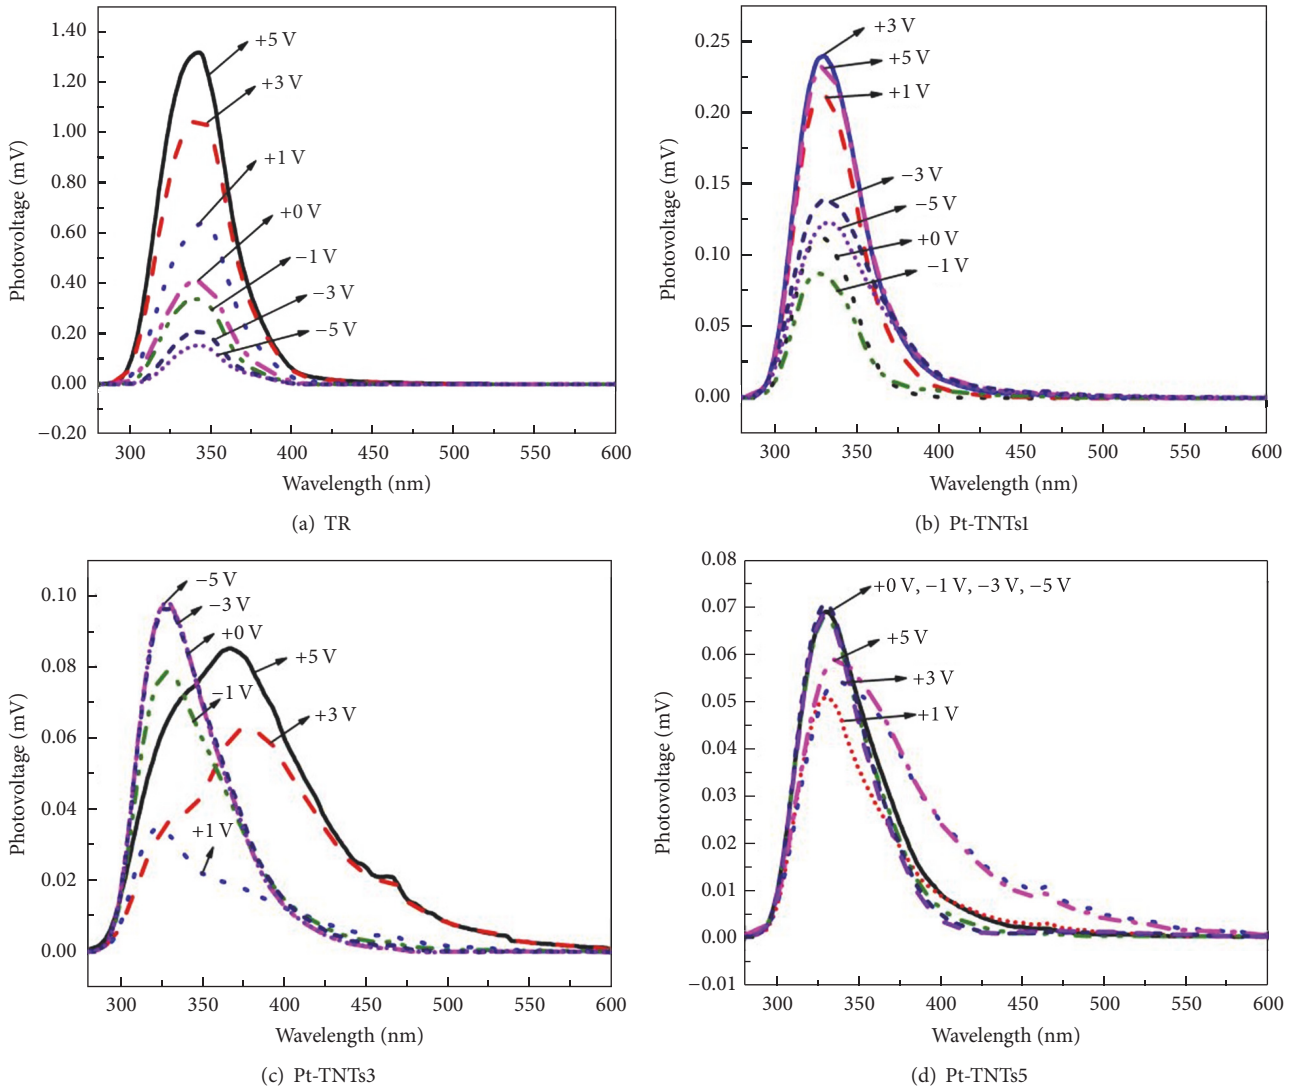 1.40
1.20
1.00
0.80
0.60
0.40
0.20
0.00
−0.20
Photovoltage (mV)
+5 V
+3 V
+1 V
+0 V
−1 V
−3 V
−5 V
300 350 400 450 500 550 600
Wavelength (nm)
(a) TR
0.25
0.20
0.15
0.10
0.05
0.00
Photovoltage (mV)
+3 V
+5 V
+1 V
−3 V
−5 V
+0 V
−1 V
300 350 400 450 500 550 600
Wavelength (nm)
(b) Pt-TNTs1
0.10
0.08
0.06
0.04
0.02
0.00
Photovoltage (mV)
−5 V
−3 V
+0 V
+5 V
−1 V
+3 V
+1 V
300 350 400 450 500 550 600
Wavelength (nm)
(c) Pt-TNTs3
0.08
0.07
0.06
0.05
0.04
0.03
0.02
0.01
0.00
−0.01
Photovoltage (mV)
+0 V, −1 V, −3 V, −5 V
+5 V
+3 V
+1 V
300 350 400 450 500 550 600
Wavelength (nm)
(d) Pt-TNTs5